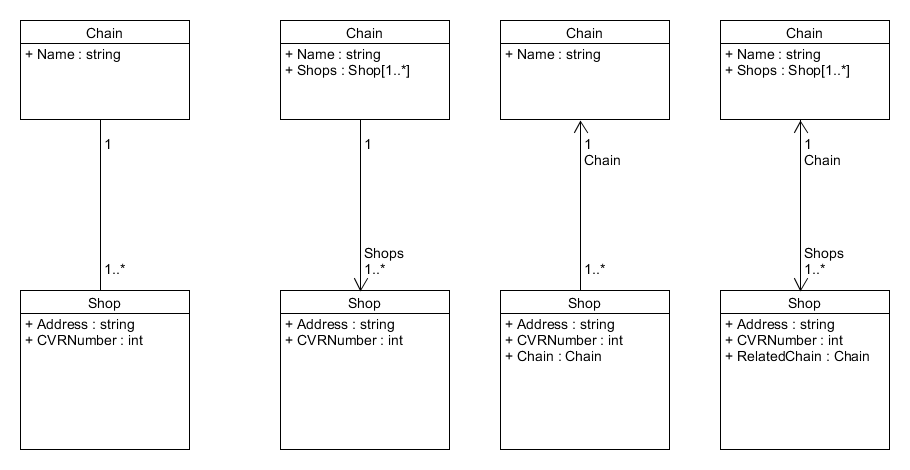 Chain
+ Name : string
1
1..*
Shop
+ Address : string
+ CVRNumber : int
Chain
+ Name : string
+ Shops : Shop[1..*]
1
Shops
1..*
Shop
+ Address : string
+ CVRNumber : int
Chain
+ Name : string
1
Chain
1..*
Shop
+ Address : string
+ CVRNumber : int
+ Chain : Chain
Chain
+ Name : string
+ Shops : Shop[1..*]
1
Chain
Shops
1..*
Shop
+ Address : string
+ CVRNumber : int
+ RelatedChain : Chain